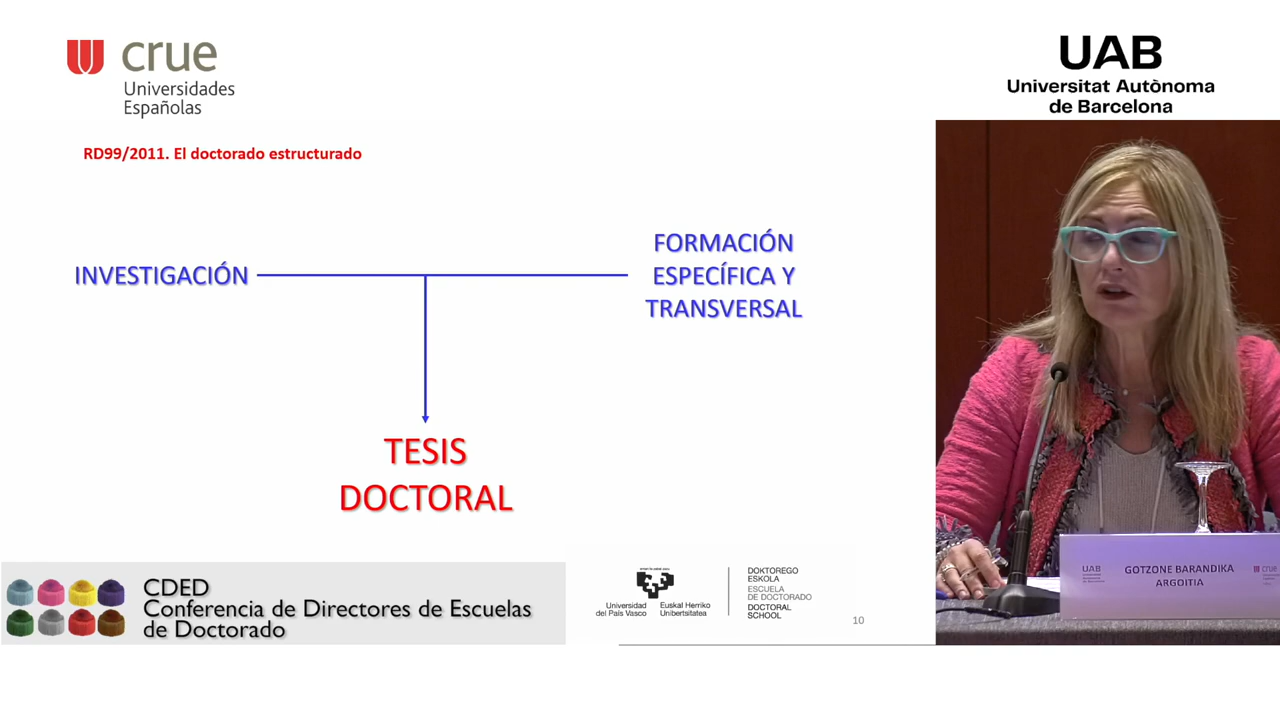 crue
Universidades
Españolas
UAB
Universitat Autònoma
de Barcelona
RD99/2011. El doctorado estructurado
INVESTIGACIÓN
FORMACIÓN
ESPECÍFICA Y
TRANSVERSAL
TESIS
DOCTORAL
CDED
Conferencia de Directores de Escuelas
de Doctorado
Universidad
del País Vasco
Euskal Herriko
Unibertsitatea
DOKTOREGO
ESKOLA
ESCUELA
DE DOCTORADO
DOCTORAL
SCHOOL
10
UAB
GOTZONE BARANDIKA
ARGOITIA
crue